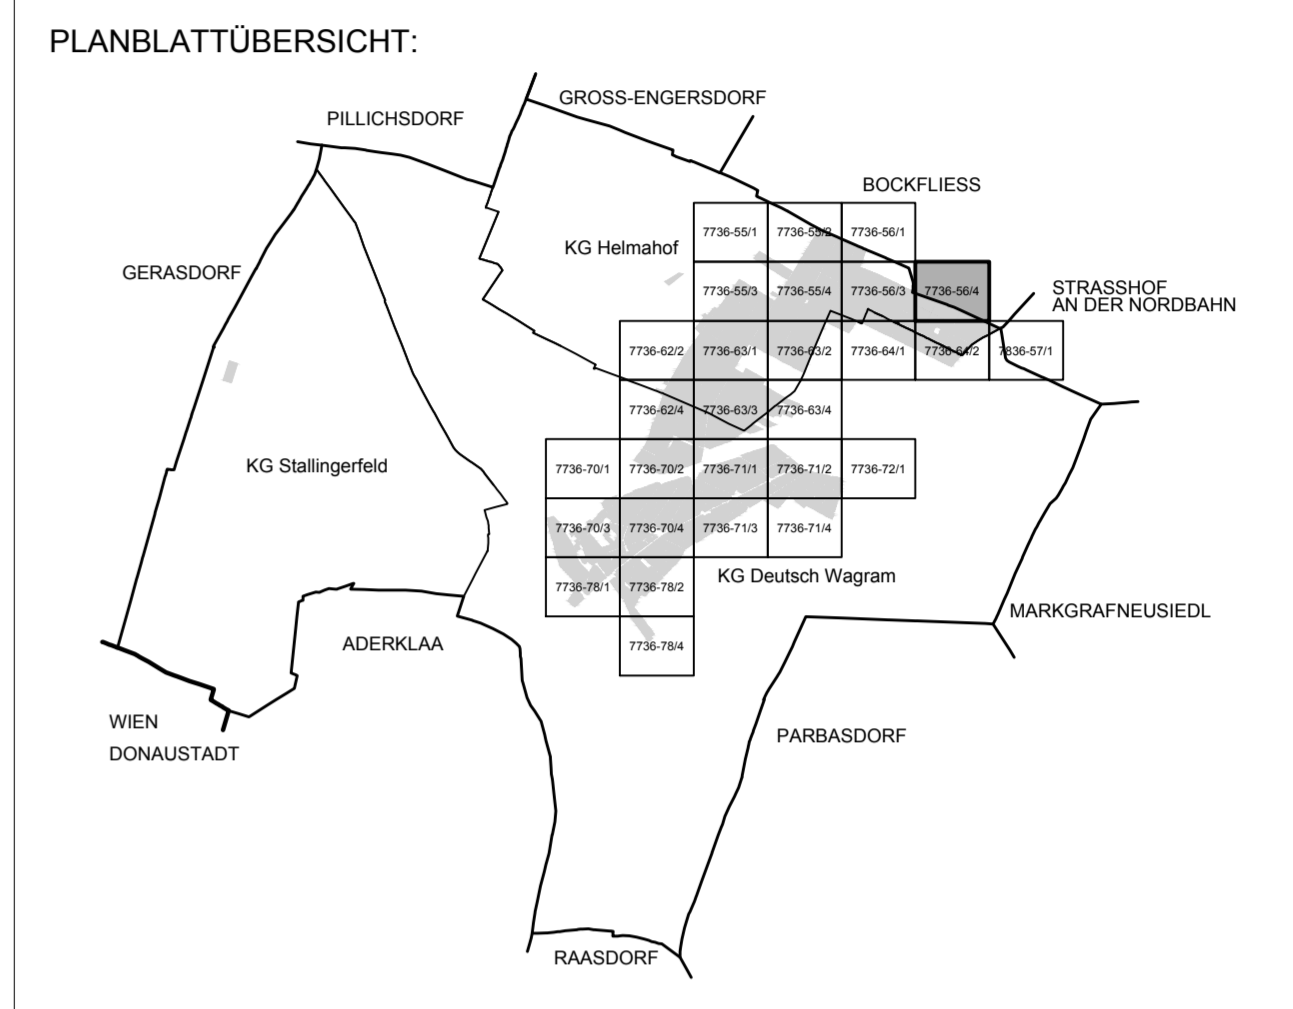 PLANBLATTÜBERSICHT:
GROSS-ENGERSDORF
PILLICHSDORF
BOCKFLIESS
7736-55/1 7736-55/2 7736-56/1
KG Helmahof
GERASDORF
STRASSHOF
AN DER NORDBAHN
7736-55/3 7736-55/4 7736-56/3 7736-56/4
7736-62/2 7736-63/1 7736-63/2 7736-64/1 7736-64/2 7836-57/1
7736-62/4 7736-63/3 7736-63/4
KG Stallingerfeld
7736-70/1 7736-70/2 7736-71/1 7736-71/2 7736-72/1
7736-70/3 7736-70/4 7736-71/3 7736-71/4
KG Deutsch Wagram
7736-78/1 7736-78/2
MARKGRAFNEUSIEDL
ADERKLAA
7736-78/4
WIEN
DONAUSTADT
PARBASDORF
RAASDORF